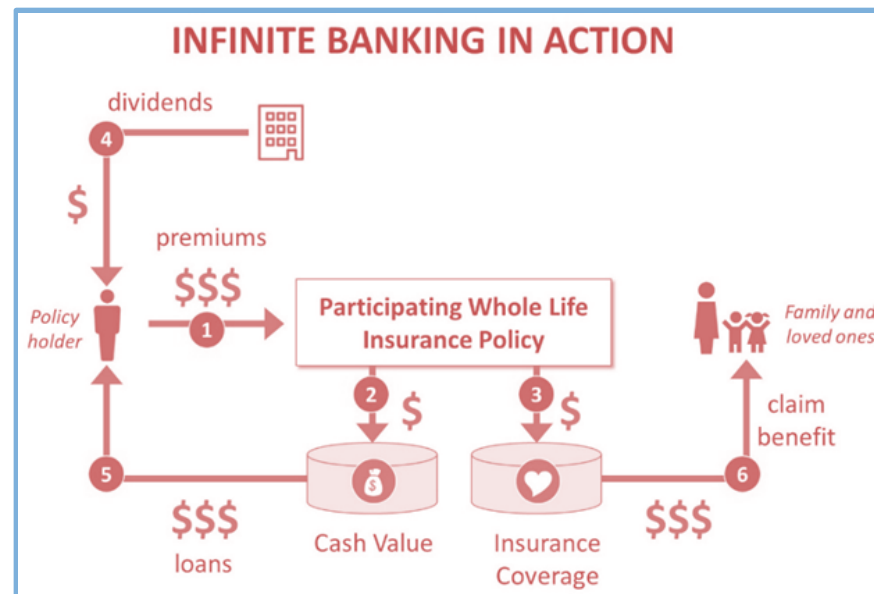 INFINITE BANKING IN ACTION
dividends
4
$
premiums
$$$
1
Policy
holder
Participating Whole Life
Insurance Policy
Family and
loved ones
2
$
3
$
claim
benefit
5
6
$$$
loans
Cash Value
Insurance
Coverage
$$$